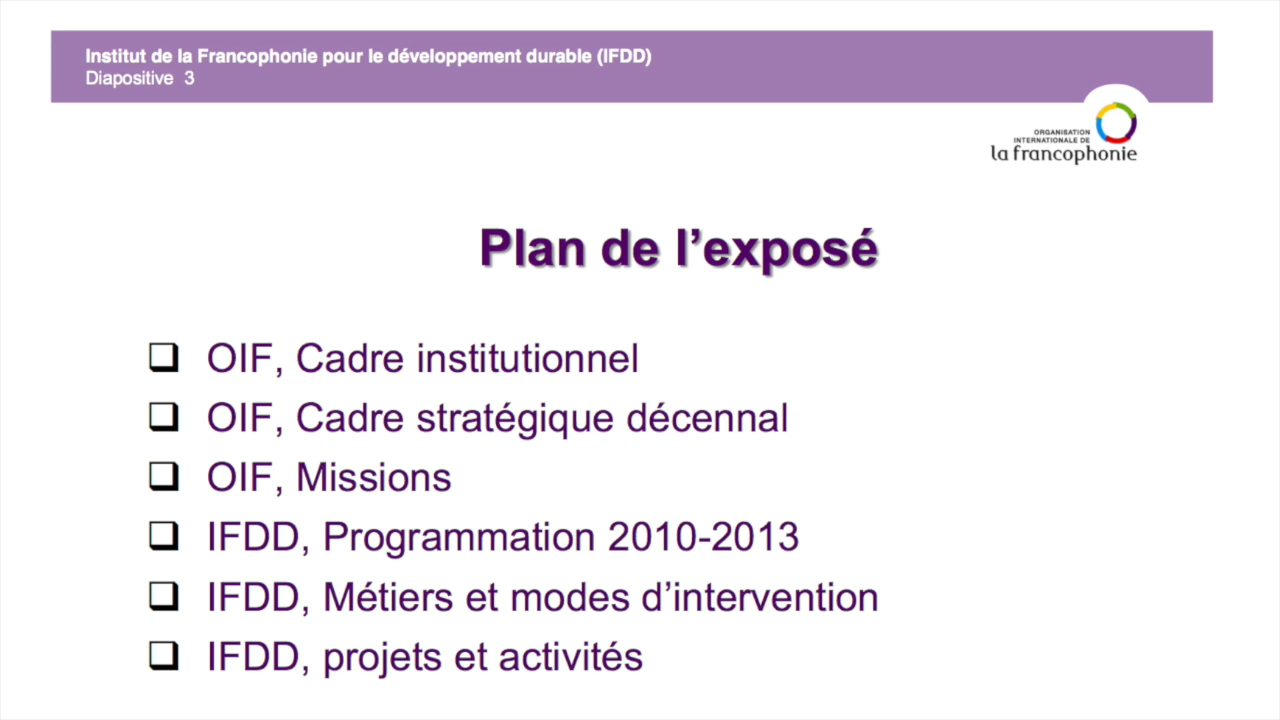 Institut de la Francophonie pour le développement durable (IFDD)
Diapositive 3
ORGANISATION
INTERNATIONALE DE
la francophonie
Plan de l’exposé
❑ OIF, Cadre institutionnel
❑ OIF, Cadre stratégique décennal
❑ OIF, Missions
❑ IFDD, Programmation 2010-2013
❑ IFDD, Métiers et modes d’intervention
❑ IFDD, projets et activités